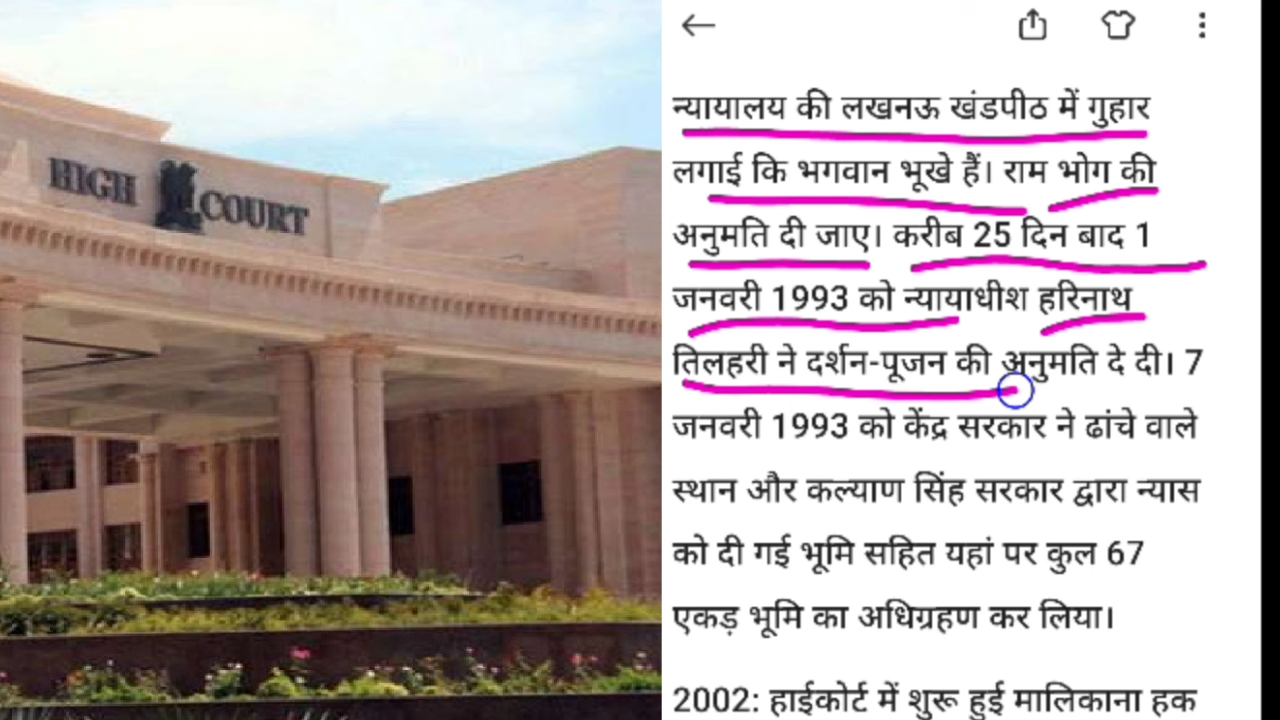 HIGH COURT
न्यायालय की लखनऊ खंडपीठ में गुहार
लगाई कि भगवान भूखे हैं। राम भोग की
अनुमति दी जाए। करीब 25 दिन बाद 1
जनवरी 1993 को न्यायाधीश हरिनाथ
तिलहरी ने दर्शन-पूजन की अनुमति दे दी। 7
जनवरी 1993 को केंद्र सरकार ने ढांचे वाले
स्थान और कल्याण सिंह सरकार द्वारा न्यास
को दी गई भूमि सहित यहां पर कुल 67
एकड़ भूमि का अधिग्रहण कर लिया।
2002: हाईकोर्ट में शुरू हुई मालिकाना हक